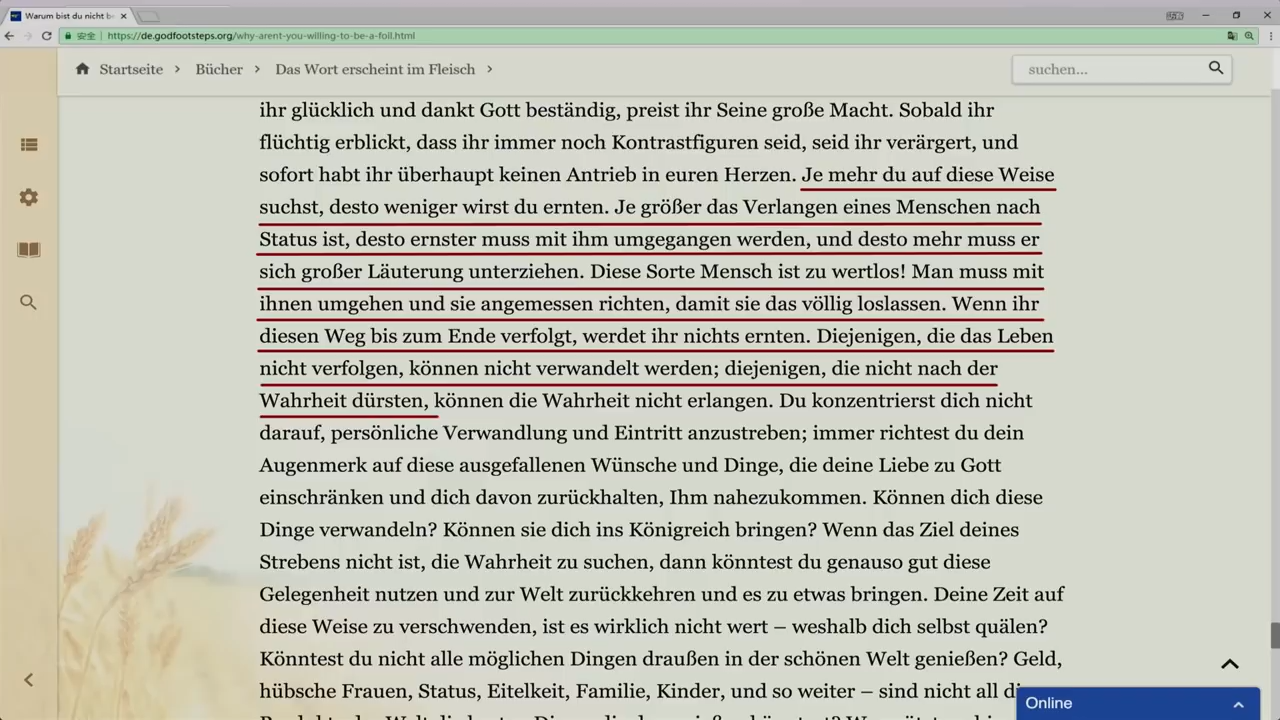 Warum bist du nicht be
安全
https://de.godfootsteps.org/why-arent-you-willing-to-be-a-foil.html
Startseite > Bücher > Das Wort erscheint im Fleisch >
suchen...
ihr glücklich und dankt Gott beständig, preist ihr Seine große Macht. Sobald ihr
flüchtig erblickt, dass ihr immer noch Kontrastfiguren seid, seid ihr verärgert, und
sofort habt ihr überhaupt keinen Antrieb in euren Herzen. Je mehr du auf diese Weise
suchst, desto weniger wirst du ernten. Je größer das Verlangen eines Menschen nach
Status ist, desto ernster muss mit ihm umgegangen werden, und desto mehr muss er
sich großer Läuterung unterziehen. Diese Sorte Mensch ist zu wertlos! Man muss mit
ihnen umgehen und sie angemessen richten, damit sie das völlig loslassen. Wenn ihr
diesen Weg bis zum Ende verfolgt, werdet ihr nichts ernten. Diejenigen, die das Leben
nicht verfolgen, können nicht verwandelt werden; diejenigen, die nicht nach der
Wahrheit dürsten, können die Wahrheit nicht erlangen. Du konzentrierst dich nicht
darauf, persönliche Verwandlung und Eintritt anzustreben; immer richtest du dein
Augenmerk auf diese ausgefallenen Wünsche und Dinge, die deine Liebe zu Gott
einschränken und dich davon zurückhalten, Ihm nahezukommen. Können dich diese
Dinge verwandeln? Können sie dich ins Königreich bringen? Wenn das Ziel deines
Strebens nicht ist, die Wahrheit zu suchen, dann könntest du genauso gut diese
Gelegenheit nutzen und zur Welt zurückkehren und es zu etwas bringen. Deine Zeit auf
diese Weise zu verschwenden, ist es wirklich nicht wert – weshalb dich selbst quälen?
Könntest du nicht alle möglichen Dingen draußen in der schönen Welt genießen? Geld,
hübsche Frauen, Status, Eitelkeit, Familie, Kinder, und so weiter – sind nicht all
Online